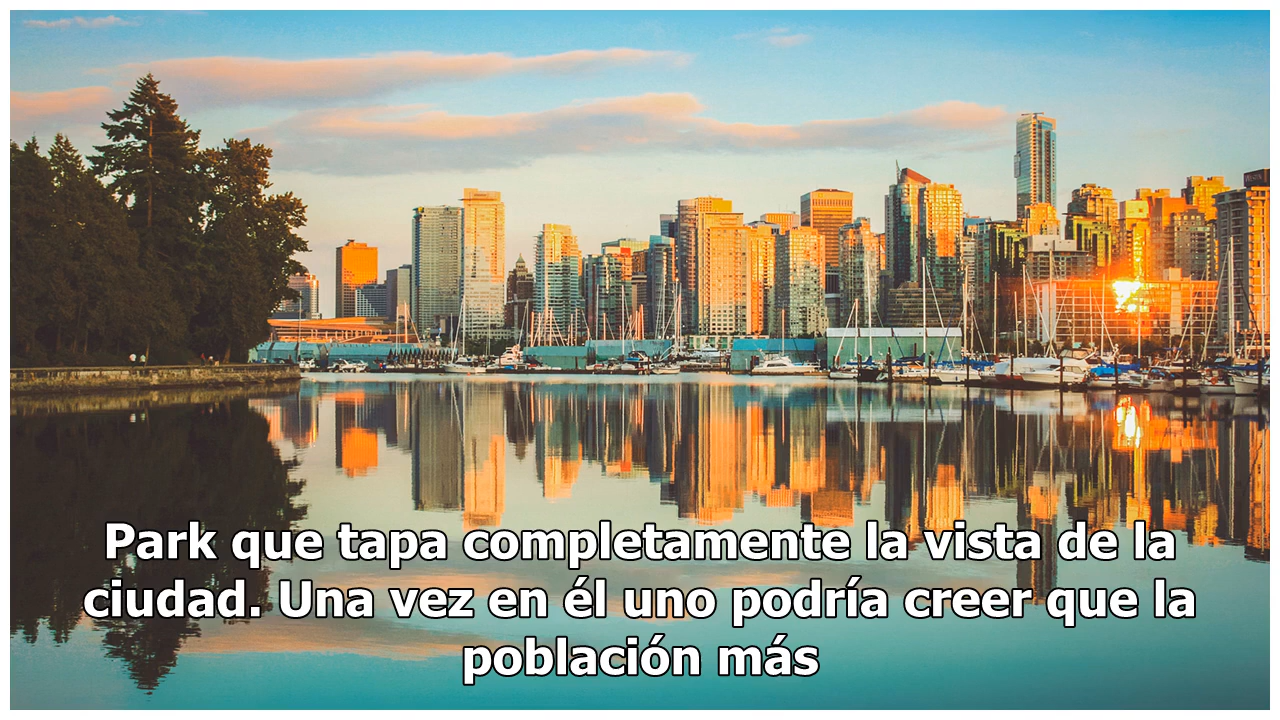 Park que tapa completamente la vista de la
ciudad. Una vez en él uno podría creer que la
población más